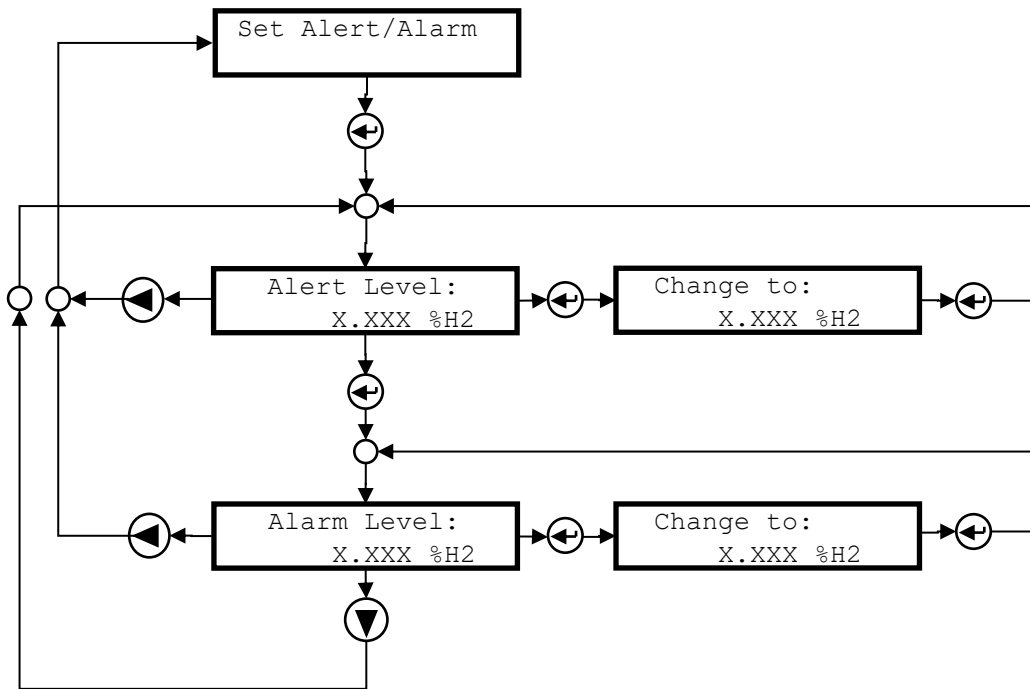 Set Alert/Alarm
Alert Level:
X.XXX %H2
Change to:
X.XXX %H2
Alarm Level:
X.XXX %H2
Change to:
X.XXX %H2